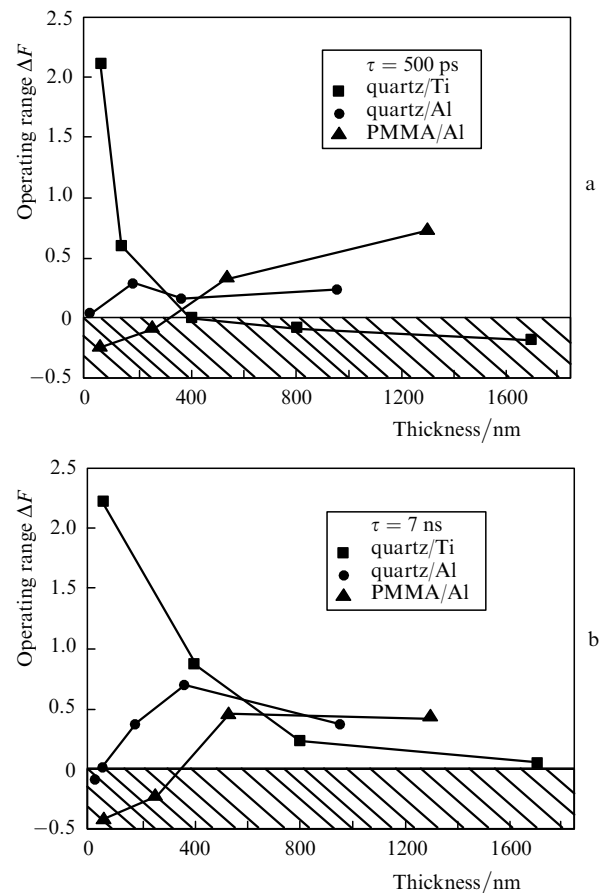 2.5
2.0
1.5
1.0
0.5
0
−0.5
Operating range ΔF
τ = 500 ps
quartz/Ti
quartz/Al
PMMA/Al
a
0 400 800 1200 1600
Thickness/nm
2.5
2.0
1.5
1.0
0.5
0
−0.5
Operating range ΔF
τ = 7 ns
quartz/Ti
quartz/Al
PMMA/Al
b
0 400 800 1200 1600
Thickness/nm